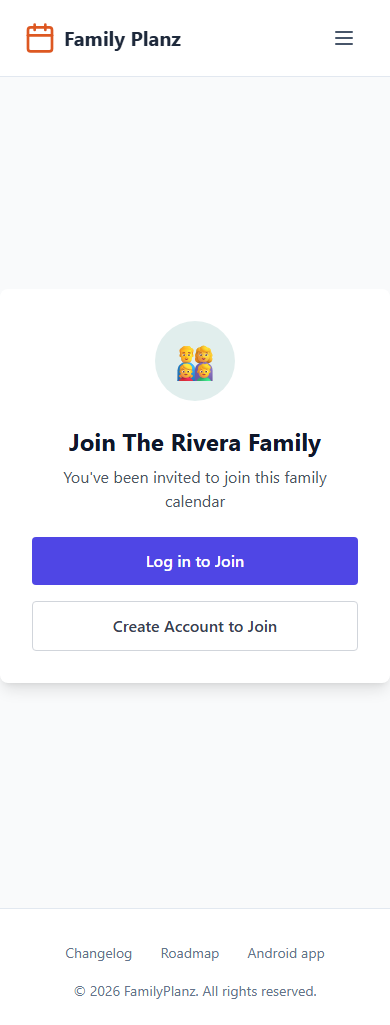 Family Planz
Join The Rivera Family
You've been invited to join this family
calendar
Log in to Join
Create Account to Join
Changelog
Roadmap
Android app
© 2026 FamilyPlanz. All rights reserved.